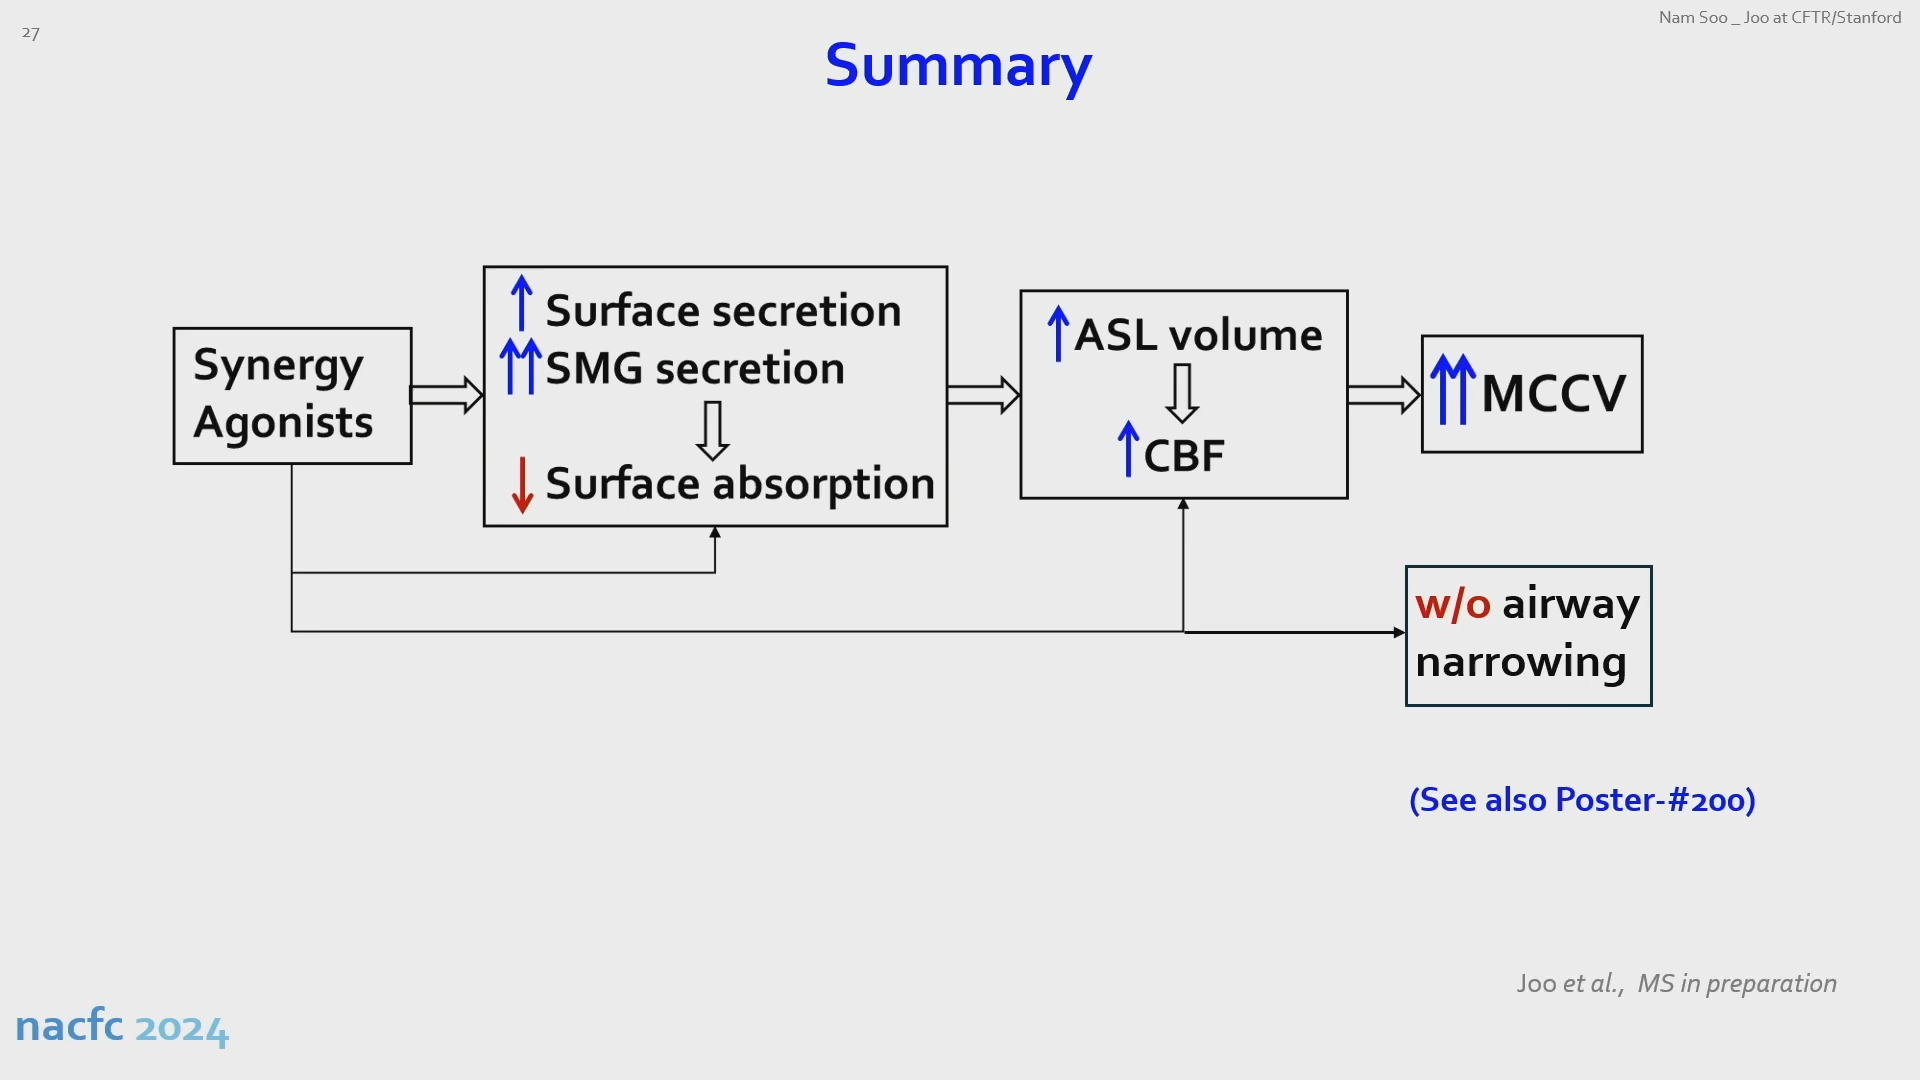 27
Nam Soo _ Joo at CFTR/Stanford
Summary
Synergy
Agonists
Surface secretion
SMG secretion
Surface absorption
ASL volume
CBF
MCCV
w/o airway
narrowing
(See also Poster-#200)
Joo et al., MS in preparation
nacfc 2024